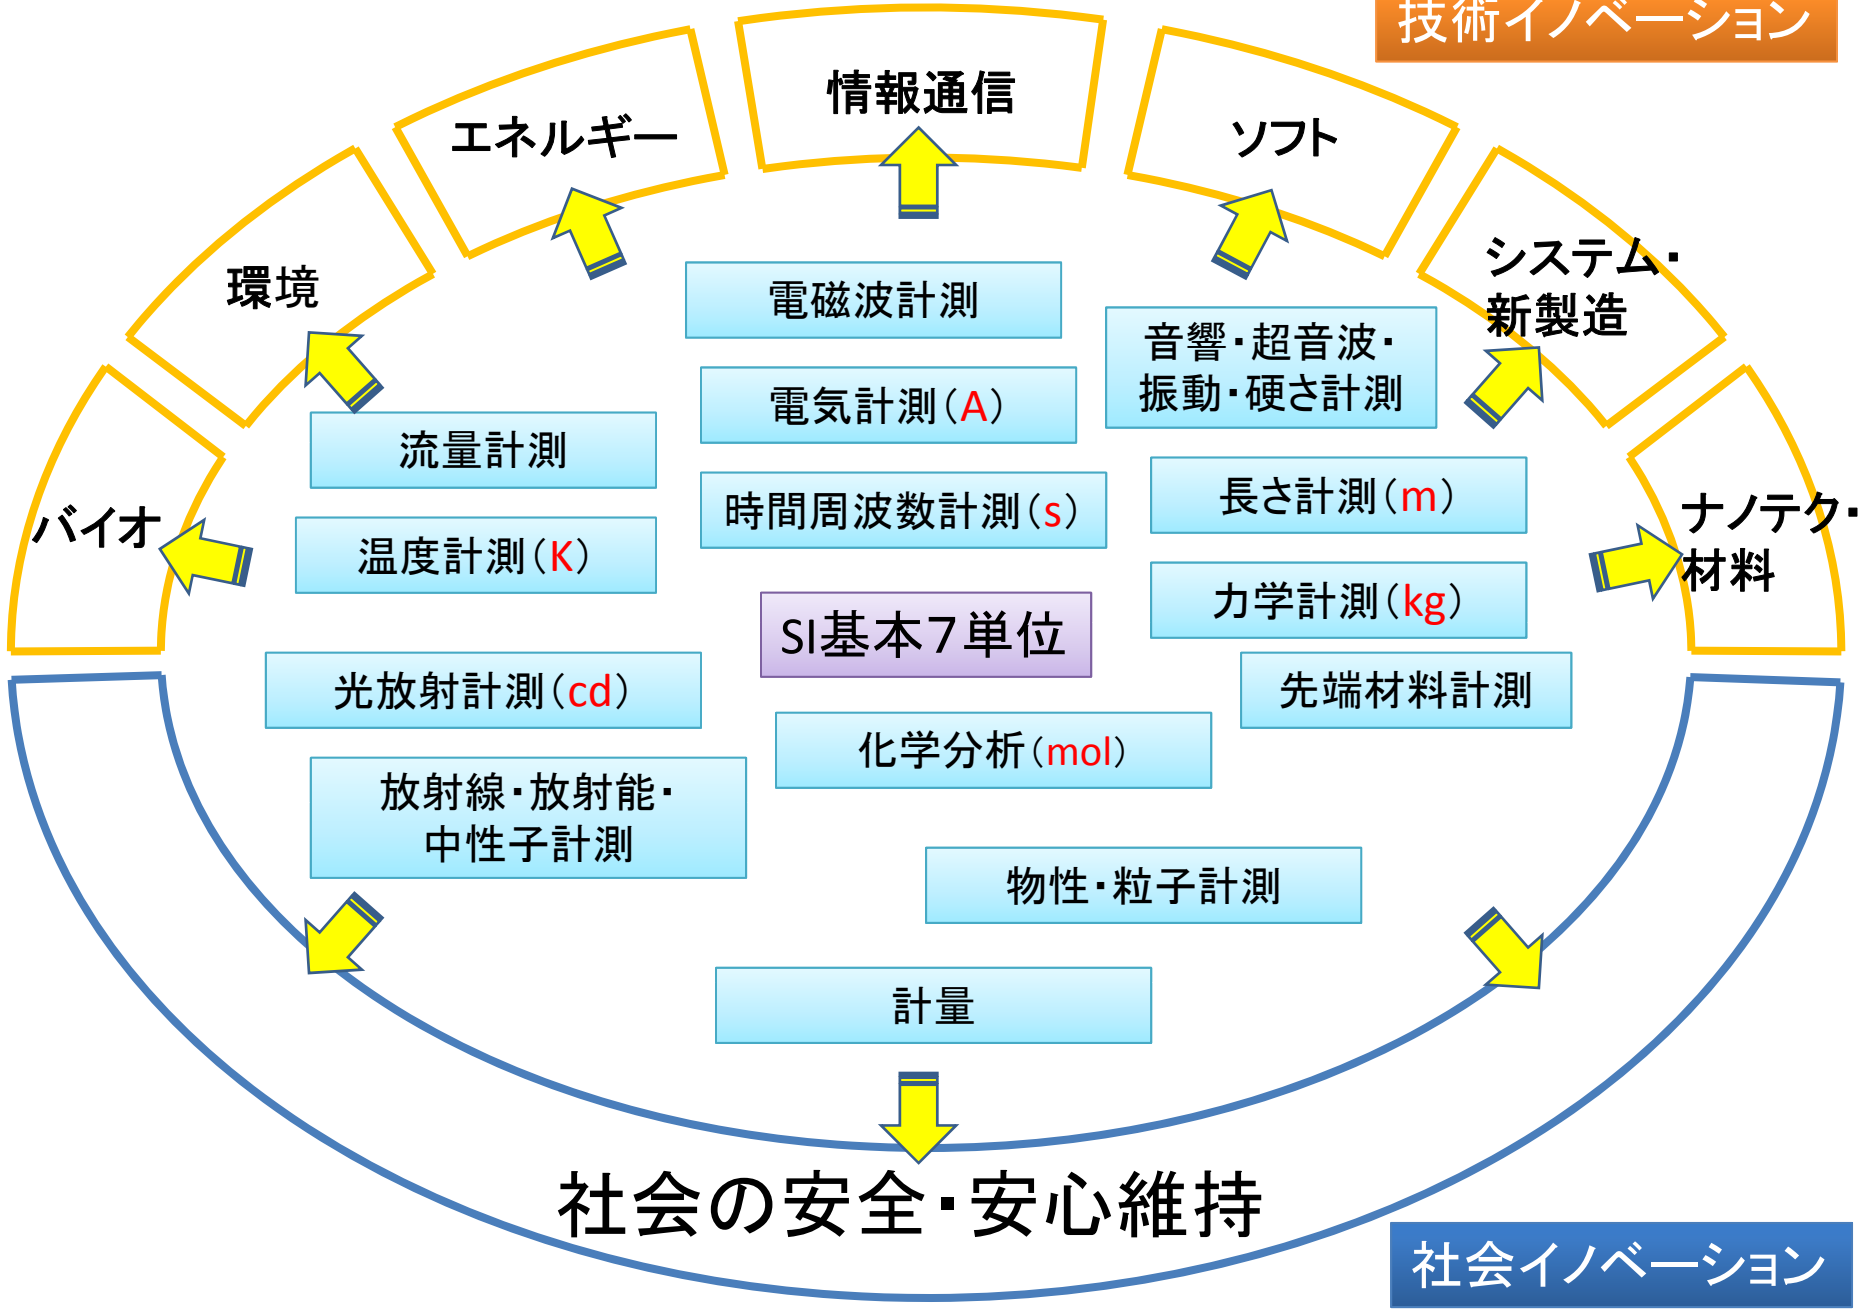 技術イノベーション
情報通信
エネルギー
ソフト
環境
システム・
新製造
バイオ
ナノテク・
材料
電磁波計測
音響・超音波・
振動・硬さ計測
電気計測(A)
流量計測
長さ計測(m)
時間周波数計測(s)
温度計測(K)
力学計測(kg)
SI基本7単位
光放射計測(cd)
先端材料計測
化学分析(mol)
放射線・放射能・
中性子計測
物性・粒子計測
計量
社会の安全・安心維持
社会イノベーション